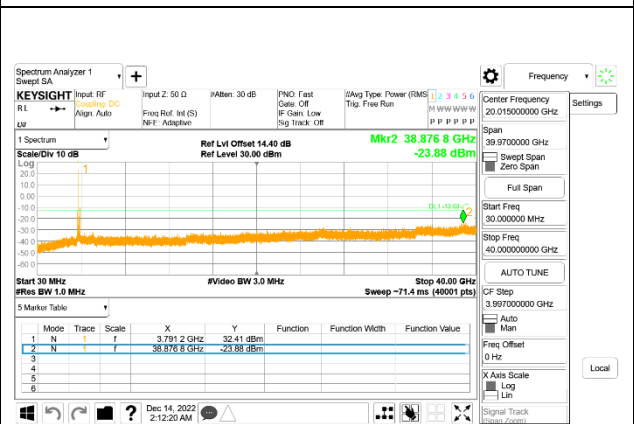 Spectrum Analyzer 1
Swept SA
Frequency
KEYSIGHT
Input: RF
Coupling: DC
Align: Auto
Input Z: 50 Ω
Freq Ref: Int (S)
NFE: Adaptive
#Atten: 30 dB
PNO: Fast
Gate: Off
IF Gain: Low
Sig Track: Off
#Avg Type: Power (RMS
Trig: Free Run
1 2 3 4 5 6
M W W W W W
P P P P P P
RL
1 Spectrum
Scale/Div 10 dB
Ref Lvl Offset 14.40 dB
Ref Level 30.00 dBm
Mkr2 38.876 8 GHz
-23.88 dBm
Log
20.0
10.0
0.00
-10.0
-20.0
-30.0
-40.0
-50.0
-60.0
1
2
Start 30 MHz
#Res BW 1.0 MHz
#Video BW 3.0 MHz
Stop 40.00 GHz
Sweep ~71.4 ms (40001 pts)
5 Marker Table
Mode Trace Scale X Y Function Function Width Function Value
1 N 1 f 3.791 2 GHz 32.41 dBm
2 N 1 f 38.876 8 GHz -23.88 dBm
3
4
5
6
Dec 14, 2022
2:12:20 AM
Center Frequency
20.015000000 GHz
Settings
Span
39.9700000 GHz
Swept Span
Zero Span
Full Span
Start Freq
30.000000 MHz
Stop Freq
40.000000000 GHz
AUTO TUNE
CF Step
3.997000000 GHz
Auto
Man
Freq Offset
0 Hz
X Axis Scale
Log
Lin
Signal Track
(Span Zoom)
Local